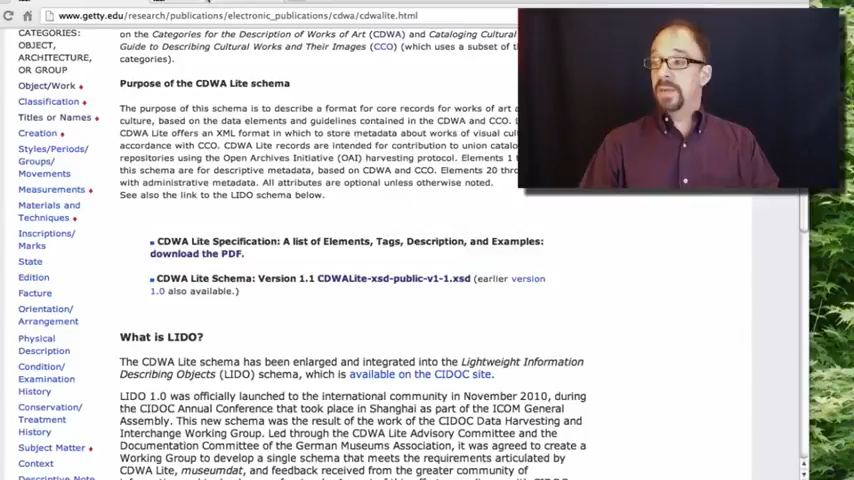 www.getty.edu/research/publications/electronic_publications/cdwa/cdwalite.html
CATEGORIES:
OBJECT,
ARCHITECTURE,
OR GROUP
Object/Work
Classification
Titles or Names
Creation
Styles/Periods/
Groups/
Movements
Measurements
Materials and
Techniques
Inscriptions/
Marks
State
Edition
Facture
Orientation/
Arrangement
Physical
Description
Condition/
Examination
History
Conservation/
Treatment
History
Subject Matter
Context
Descriptive Note
on the Categories for the Description of Works of Art (CDWA) and Cataloging Cultural
Guide to Describing Cultural Works and Their Images (CCO) (which uses a subset of th
categories).
Purpose of the CDWA Lite schema
The purpose of this schema is to describe a format for core records for works of art a
culture, based on the data elements and guidelines contained in the CDWA and CCO.
CDWA Lite offers an XML format in which to store metadata about works of visual cul
accordance with CCO. CDWA Lite records are intended for contribution to union catalo
repositories using the Open Archives Initiative (OAI) harvesting protocol. Elements 1
this schema are for descriptive metadata, based on CDWA and CCO. Elements 20 thro
with administrative metadata. All attributes are optional unless otherwise noted.
See also the link to the LIDO schema below.
CDWA Lite Specification: A list of Elements, Tags, Description, and Examples:
download the PDF.
CDWA Lite Schema: Version 1.1 CDWALite-xsd-public-v1-1.xsd (earlier version
1.0 also available.)
What is LIDO?
The CDWA Lite schema has been enlarged and integrated into the Lightweight Information
Describing Objects (LIDO) schema, which is available on the CIDOC site.
LIDO 1.0 was officially launched to the international community in November 2010, during
the CIDOC Annual Conference that took place in Shanghai as part of the ICOM General
Assembly. This new schema was the result of the work of the CIDOC Data Harvesting and
Interchange Working Group. Led through the CDWA Lite Advisory Committee and the
Documentation Committee of the German Museums Association, it was agreed to create a
Working Group to develop a single schema that meets the requirements articulated by
CDWA Lite, museumdat, and feedback received from the greater community of